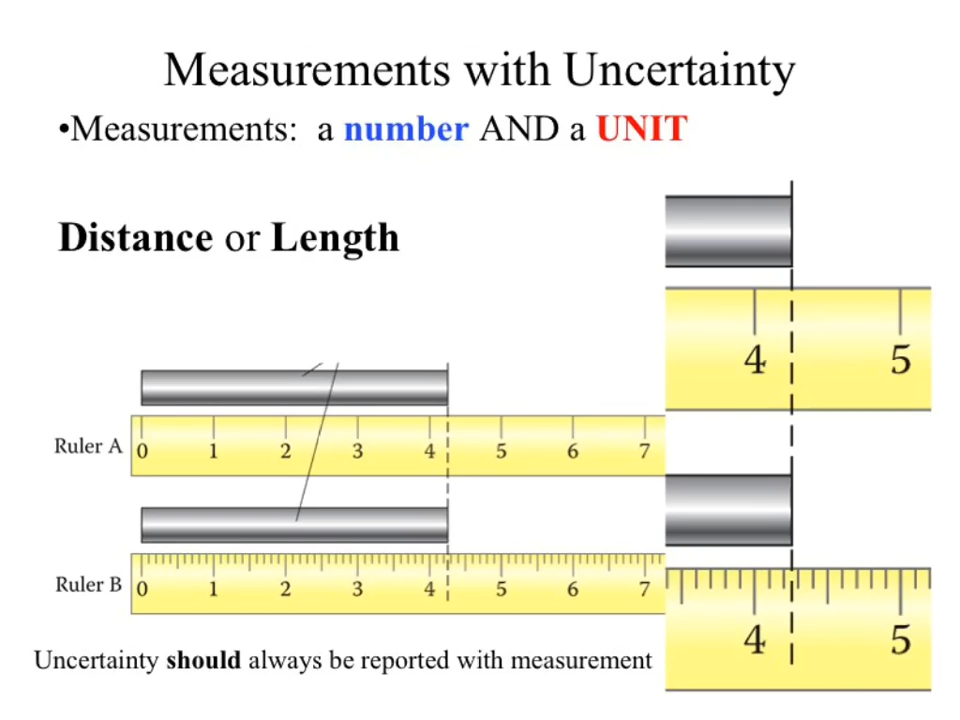 Measurements with Uncertainty
•Measurements: a number AND a UNIT
Distance or Length
4 5
Ruler A 0 1 2 3 4 5 6 7
Ruler B 0 1 2 3 4 5 6 7
4 5
Uncertainty should always be reported with measurement